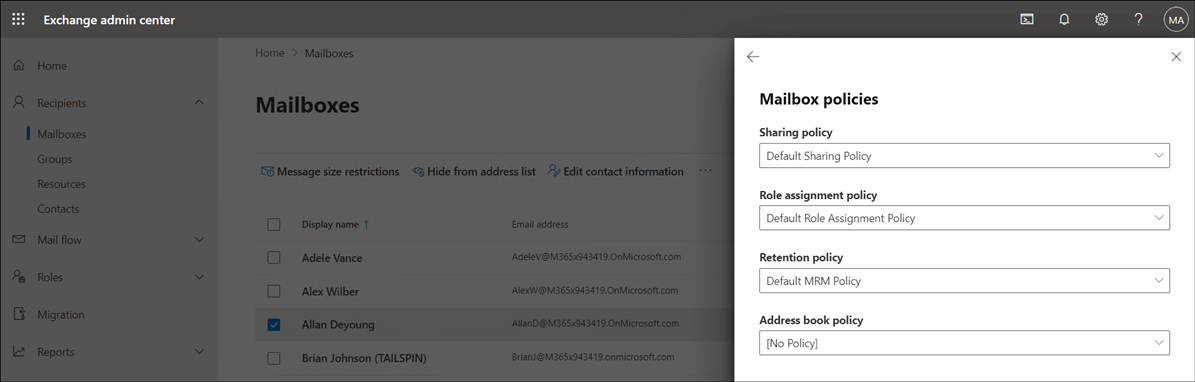 Exchange admin center
?
MA
Home
Recipients
Mailboxes
Groups
Resources
Contacts
Mail flow
Roles
Migration
Reports
Home > Mailboxes
Mailboxes
Message size restrictions Hide from address list Edit contact information ...
Display name ↑ Email address
Adele Vance AdeleV@M365x943419.OnMicrosoft.com
Alex Wilber AlexW@M365x943419.OnMicrosoft.com
Allan Deyoung AllanD@M365x943419.OnMicrosoft.com
Brian Johnson (TAILSPIN) BrianJ@M365x943419.onmicrosoft.com
Mailbox policies
Sharing policy
Default Sharing Policy
Role assignment policy
Default Role Assignment Policy
Retention policy
Default MRM Policy
Address book policy
[No Policy]